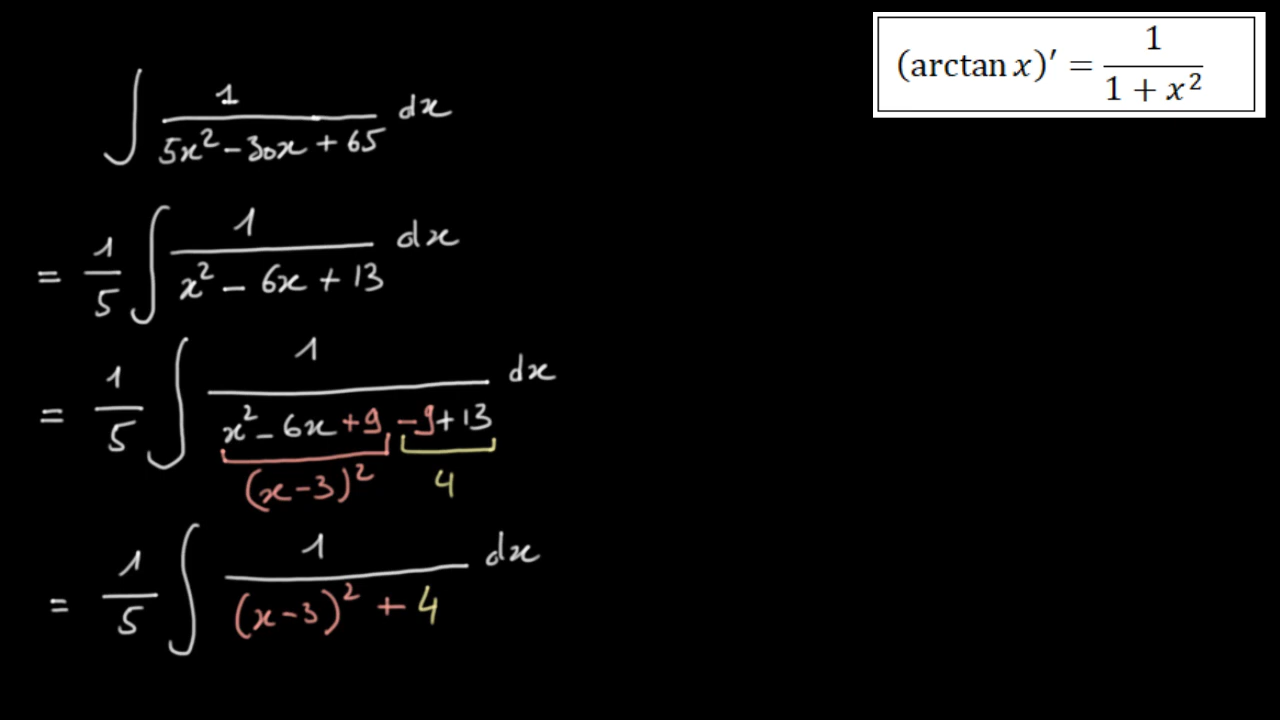 ∫ 1/(5x² − 30x + 65) dx
(arctan x)′ = 1/(1 + x²)
= 1/5 ∫ 1/(x² − 6x + 13) dx
= 1/5 ∫ 1/(x² − 6x + 9 − 9 + 13) dx
(x − 3)² 4
= 1/5 ∫ 1/((x − 3)² + 4) dx